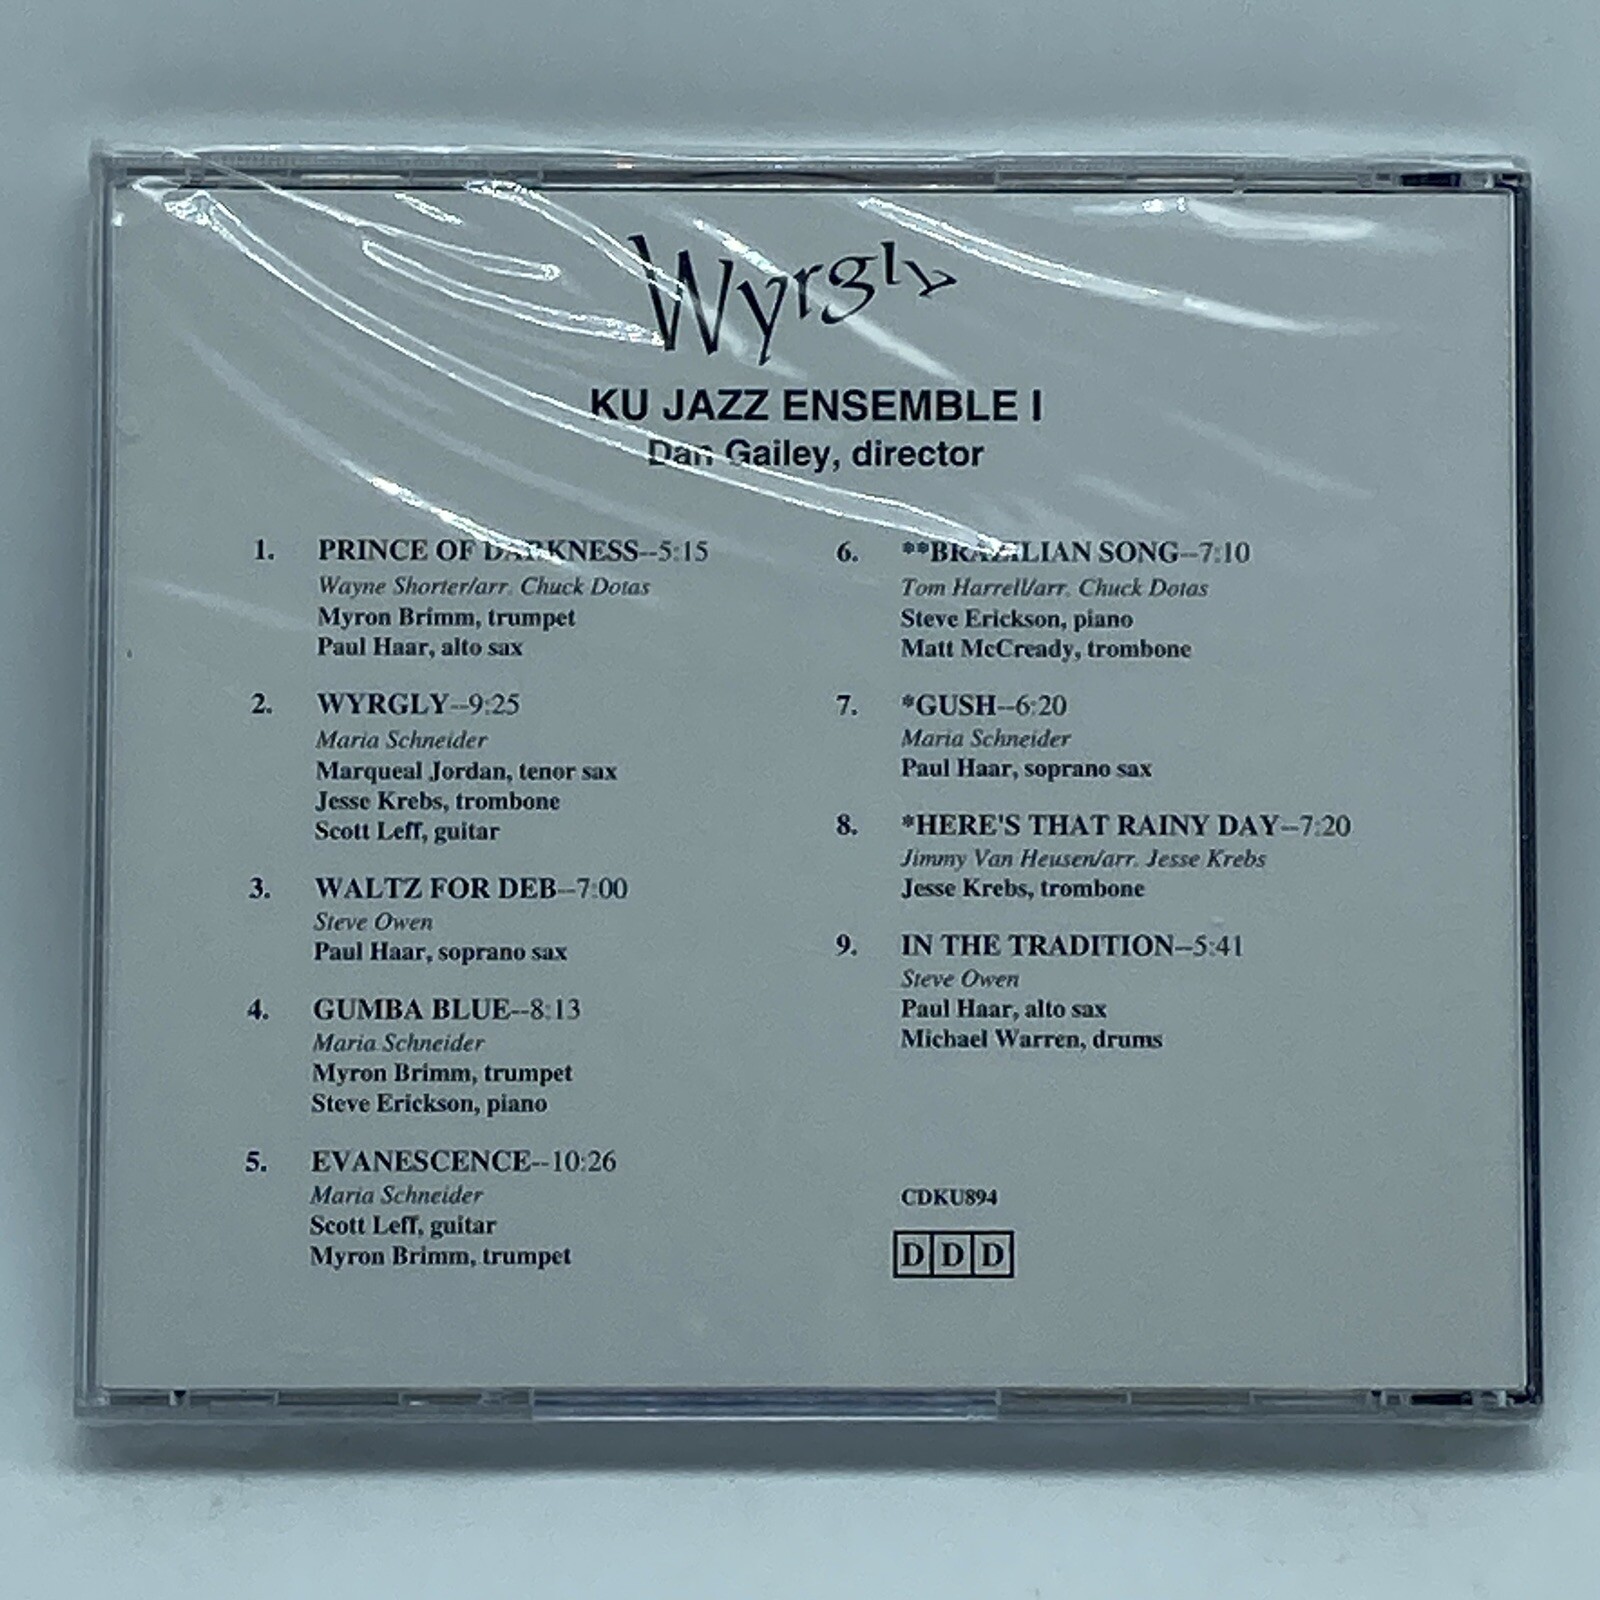 Wyrgly
KU JAZZ ENSEMBLE I
Dan Gailey, director
1. PRINCE OF DARKNESS--5:15
Wayne Shorter/arr. Chuck Dotas
Myron Brimm, trumpet
Paul Haar, alto sax
2. WYRGLY--9:25
Maria Schneider
Marqueal Jordan, tenor sax
Jesse Krebs, trombone
Scott Leff, guitar
3. WALTZ FOR DEB--7:00
Steve Owen
Paul Haar, soprano sax
4. GUMBA BLUE--8:13
Maria Schneider
Myron Brimm, trumpet
Steve Erickson, piano
5. EVANESCENCE--10:26
Maria Schneider
Scott Leff, guitar
Myron Brimm, trumpet
6. **BRAZILIAN SONG--7:10
Tom Harrell/arr. Chuck Dotas
Steve Erickson, piano
Matt McCready, trombone
7. *GUSH--6:20
Maria Schneider
Paul Haar, soprano sax
8. *HERE'S THAT RAINY DAY--7:20
Jimmy Van Heusen/arr. Jesse Krebs
Jesse Krebs, trombone
9. IN THE TRADITION--5:41
Steve Owen
Paul Haar, alto sax
Michael Warren, drums
CDKU894
DDD